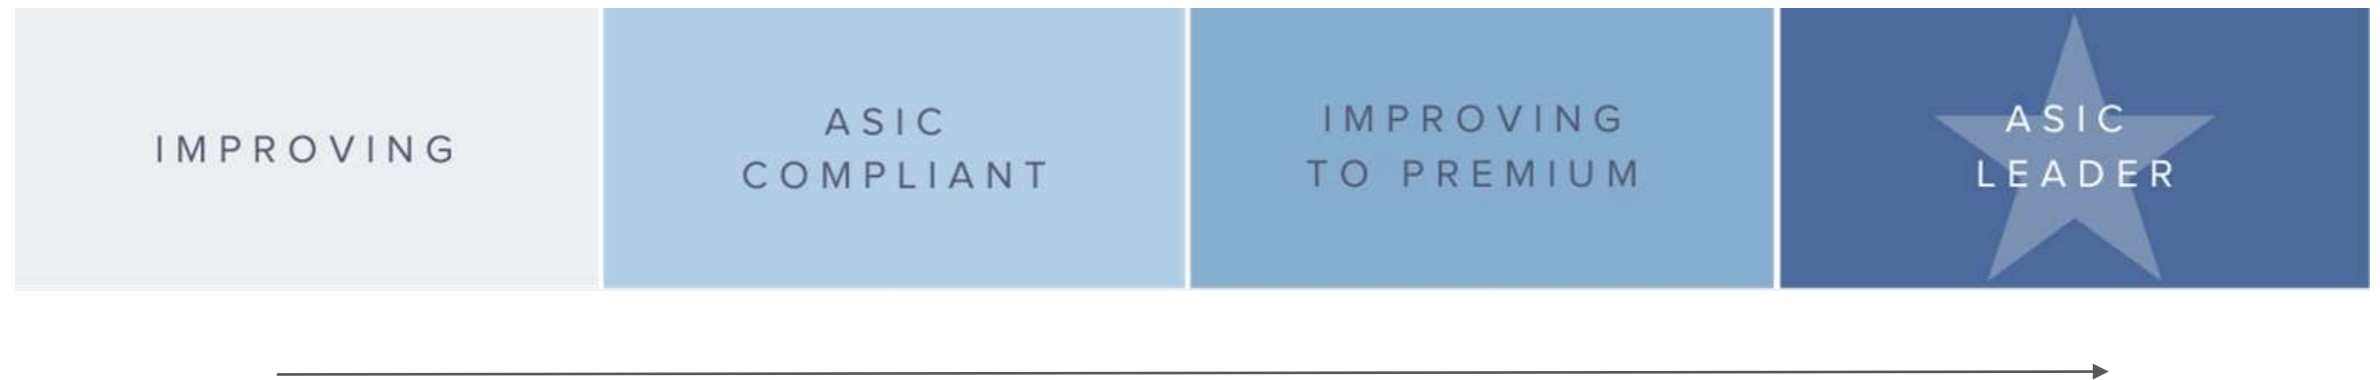 IMPROVING
ASIC
COMPLIANT
IMPROVING
TO PREMIUM
ASIC
LEADER